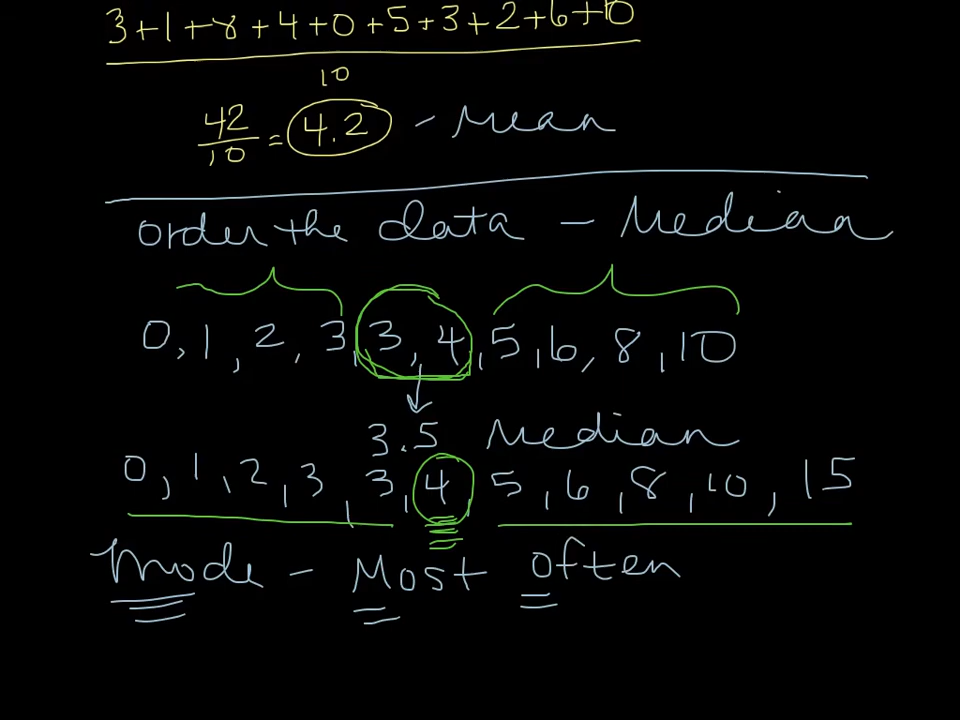 3+1+8+4+0+5+3+2+6+10
10
42/10 = 4.2 - Mean
order the data - Median
0, 1, 2, 3, 3, 4, 5, 6, 8, 10
3.5 Median
0, 1, 2, 3, 3, 4, 5, 6, 8, 10, 15
Mode - Most Often